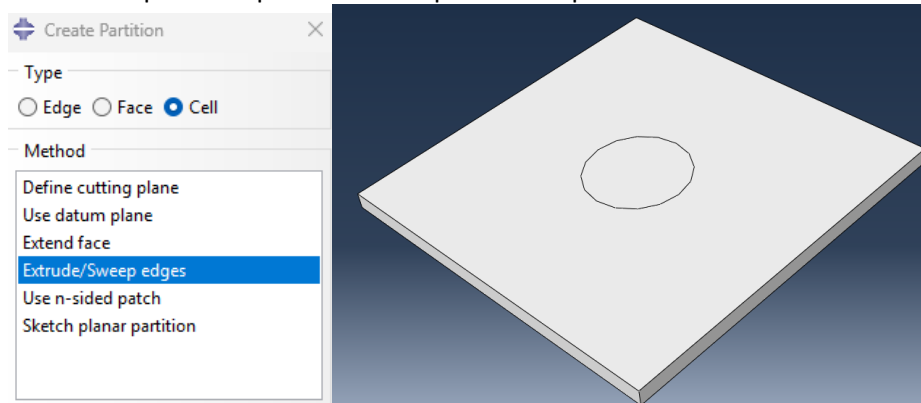 Create Partition
Type
Edge Face Cell
Method
Define cutting plane
Use datum plane
Extend face
Extrude/Sweep edges
Use n-sided patch
Sketch planar partition